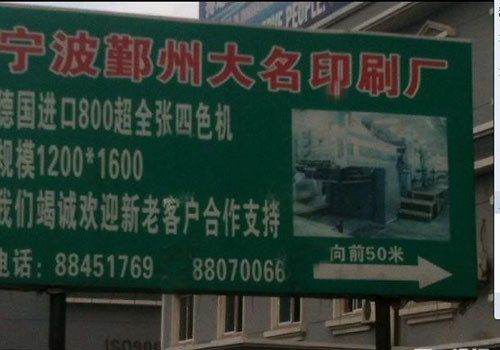 PEOPLE.
宁波鄞州大名印刷厂
德国进口800超全张四色机
规模1200*1600
我们竭诚欢迎新老客户合作支持
电话：88451769 88070066
向前50米